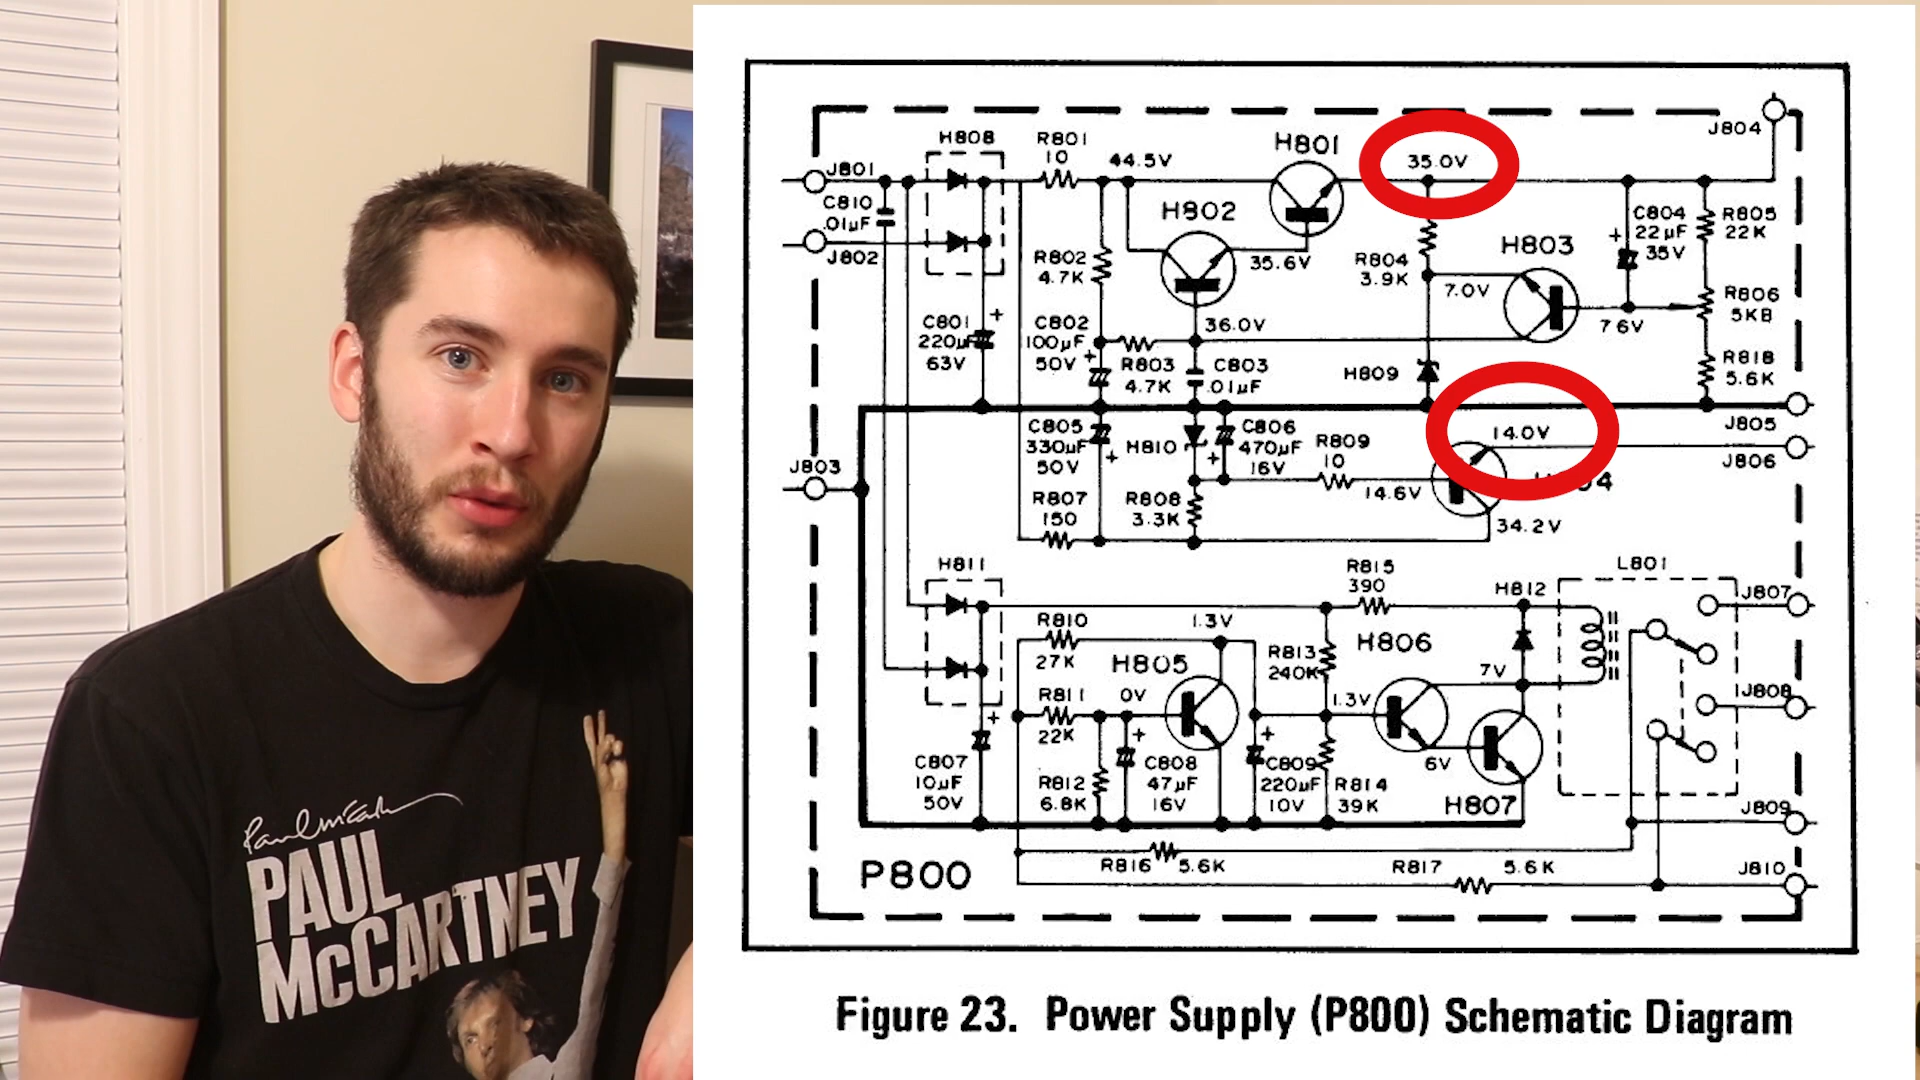 H808
R801
10
44.5V
H801
35.0V
J804
J801
C810
.01µF
J802
H802
35.6V
R802
4.7K
R804
3.9K
H803
7.0V
7.6V
C804
22µF
35V
R805
22K
R806
5KB
C801
220µF
63V
C802
100µF
50V
R803
4.7K
36.0V
C803
.01µF
H809
R818
5.6K
J803
C805
330µF
50V
H810
C806
470µF
16V
R809
10
14.6V
14.0V
34.2V
J805
J806
R807
150
R808
3.3K
H811
R810
27K
1.3V
R815
390
H812
L801
J807
H805
R813
240K
H806
7V
R811
22K
0V
1.3V
J808
C807
10µF
50V
R812
6.8K
C808
47µF
16V
C809
220µF
10V
R814
39K
6V
H807
J809
P800
R816
5.6K
R817
5.6K
J810
Figure 23. Power Supply (P800) Schematic Diagram
PAUL
McCARTNEY